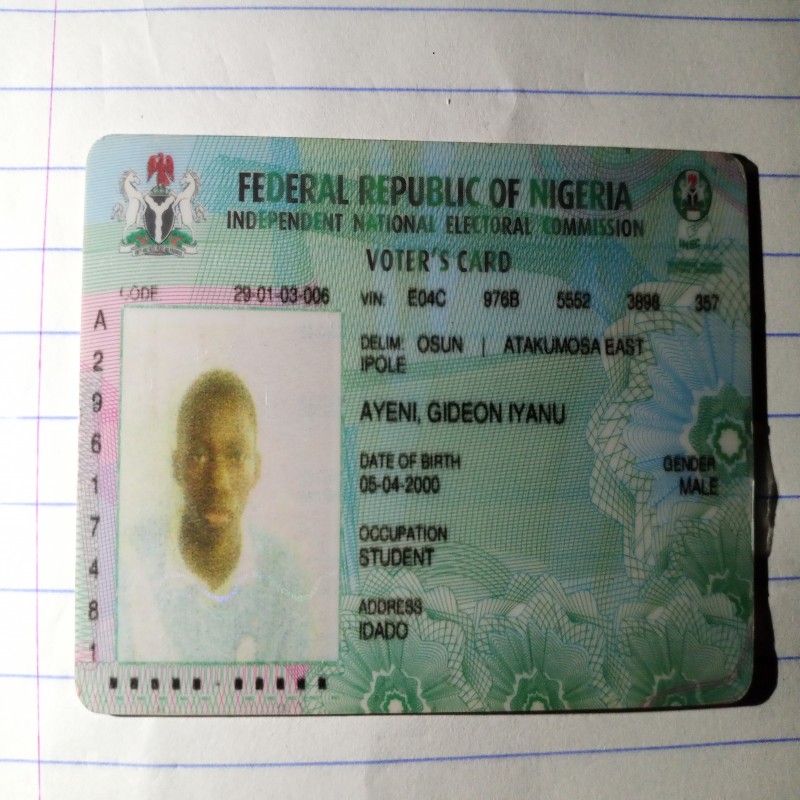 FEDERAL REPUBLIC OF NIGERIA
INDEPENDENT NATIONAL ELECTORAL COMMISSION
VOTER'S CARD
CODE 29-01-03-006
VIN: E04C 976B 5552 3898 357
DELIM: OSUN | ATAKUMOSA EAST
IPOLE
AYENI, GIDEON IYANU
DATE OF BIRTH
05-04-2000
GENDER
MALE
OCCUPATION
STUDENT
ADDRESS
IDADO
A
2
9
6
1
7
4
8
1